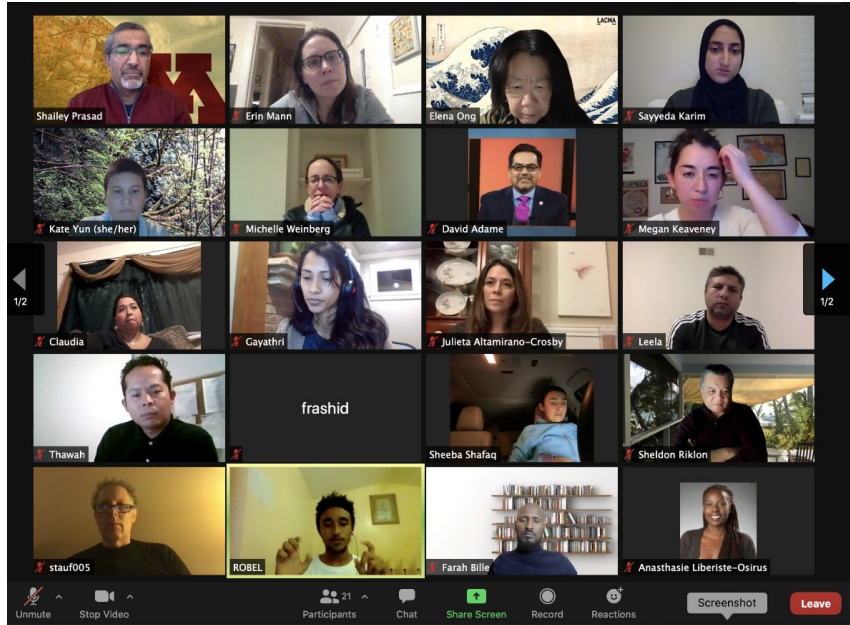 LACMA
Shailey Prasad
Erin Mann
Elena Ong
Sayyeda Karim
Kate Yun (she/her)
Michelle Weinberg
David Adame
Megan Keaveney
1/2
1/2
Claudia
Gayathri
Julieta Altamirano-Crosby
Leela
frashid
Thawah
Sheeba Shafaq
Sheldon Riklon
stauf005
ROBEL
Farah Bille
Anasthasie Liberiste-Osirus
21
Unmute
Stop Video
Participants
Chat
Share Screen
Record
Reactions
Screenshot
Leave